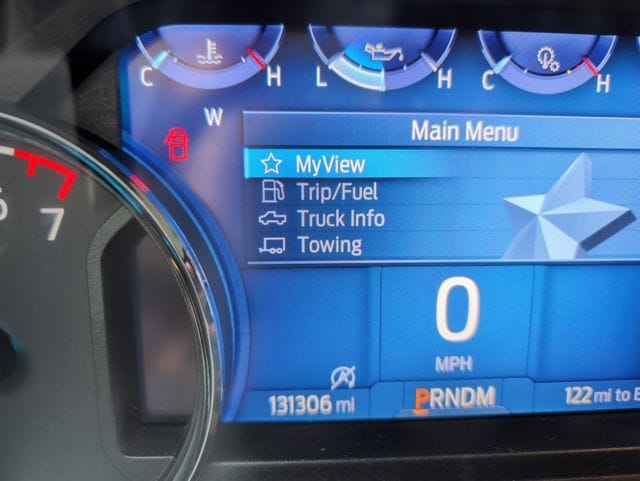 C H L H C H
W
Main Menu
MyView
Trip/Fuel
Truck Info
Towing
7
0
MPH
131306 mi PRNDM 122 mi to E